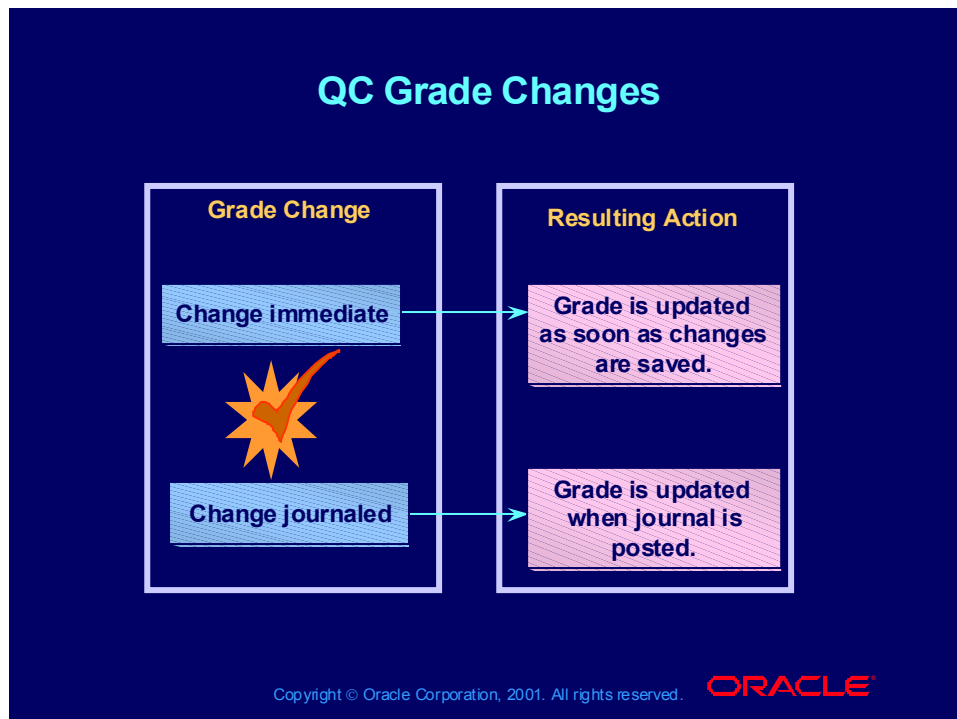 QC Grade Changes
Grade Change
Change immediate
Change journaled
Resulting Action
Grade is updated
as soon as changes
are saved.
Grade is updated
when journal is
posted.
Copyright © Oracle Corporation, 2001. All rights reserved.
ORACLE®